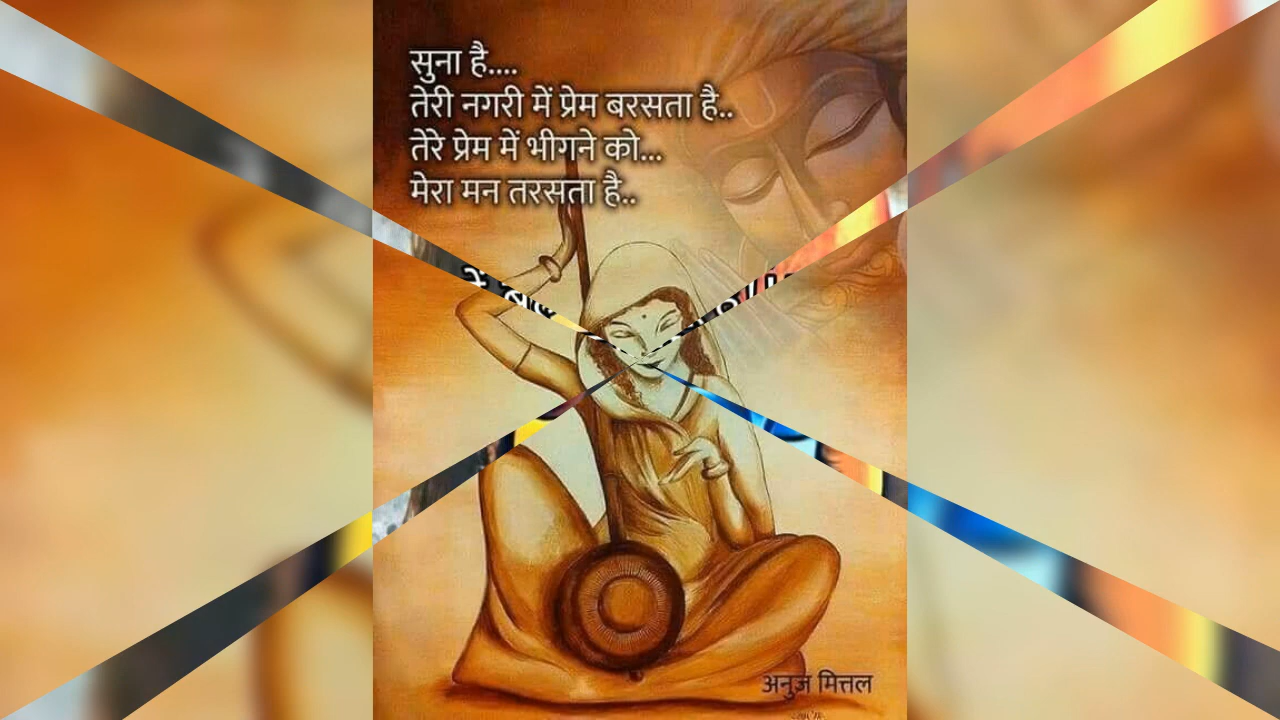 सुना है....
तेरी नगरी में प्रेम बरसता है..
तेरे प्रेम में भीगने को...
मेरा मन तरसता है..
अनुज मित्तल